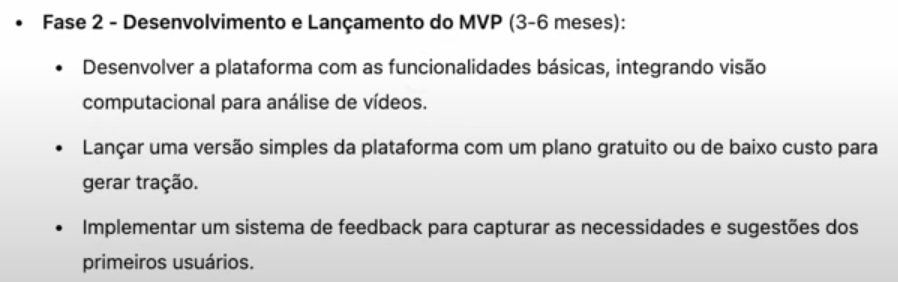 • Fase 2 - Desenvolvimento e Lançamento do MVP (3-6 meses):
• Desenvolver a plataforma com as funcionalidades básicas, integrando visão
computacional para análise de vídeos.
• Lançar uma versão simples da plataforma com um plano gratuito ou de baixo custo para
gerar tração.
• Implementar um sistema de feedback para capturar as necessidades e sugestões dos
primeiros usuários.